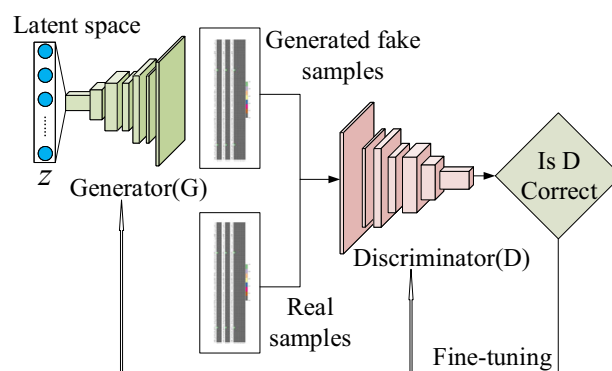 Latent space
z
Generator(G)
Generated fake
samples
Real
samples
Discriminator(D)
Is D
Correct
Fine-tuning